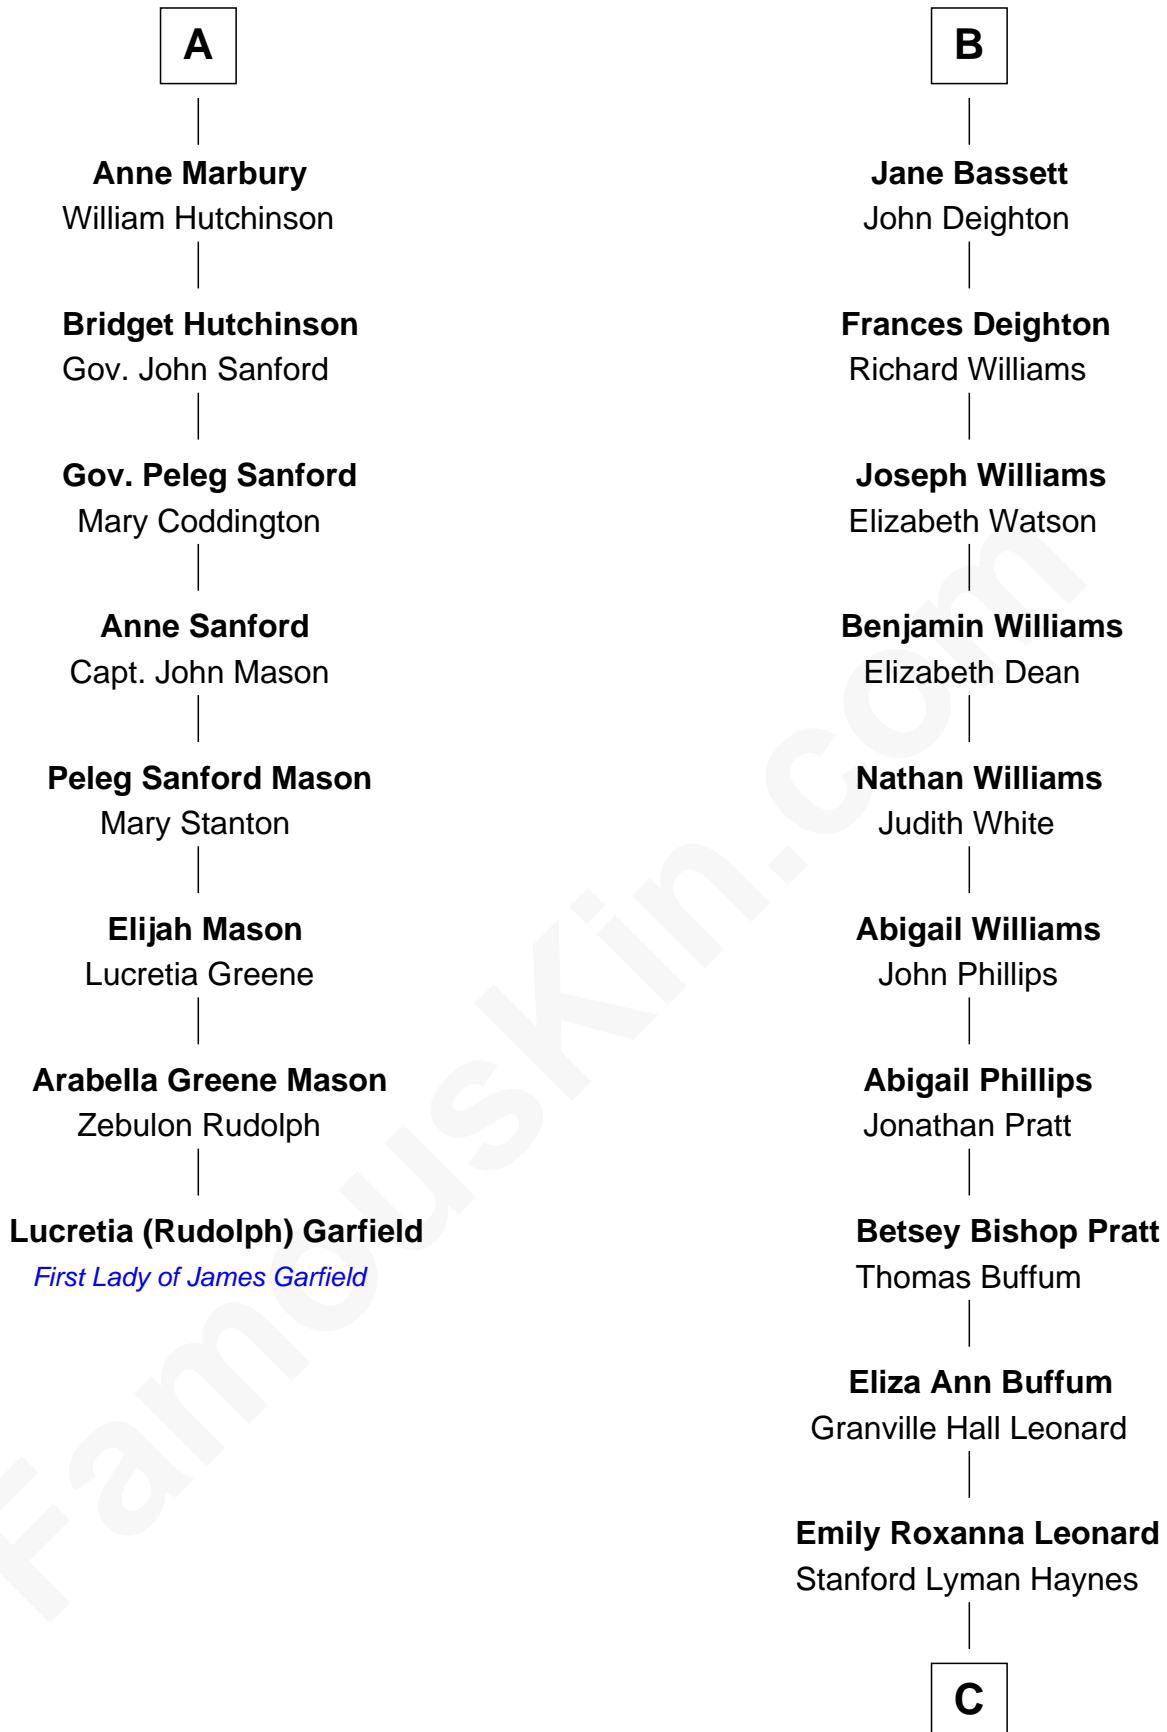 A
Anne Marbury
William Hutchinson
Bridget Hutchinson
Gov. John Sanford
Gov. Peleg Sanford
Mary Coddington
Anne Sanford
Capt. John Mason
Peleg Sanford Mason
Mary Stanton
Elijah Mason
Lucretia Greene
Arabella Greene Mason
Zebulon Rudolph
Lucretia (Rudolph) Garfield
First Lady of James Garfield
B
Jane Bassett
John Deighton
Frances Deighton
Richard Williams
Joseph Williams
Elizabeth Watson
Benjamin Williams
Elizabeth Dean
Nathan Williams
Judith White
Abigail Williams
John Phillips
Abigail Phillips
Jonathan Pratt
Betsey Bishop Pratt
Thomas Buffum
Eliza Ann Buffum
Granville Hall Leonard
Emily Roxanna Leonard
Stanford Lyman Haynes
C
FamousKin.com